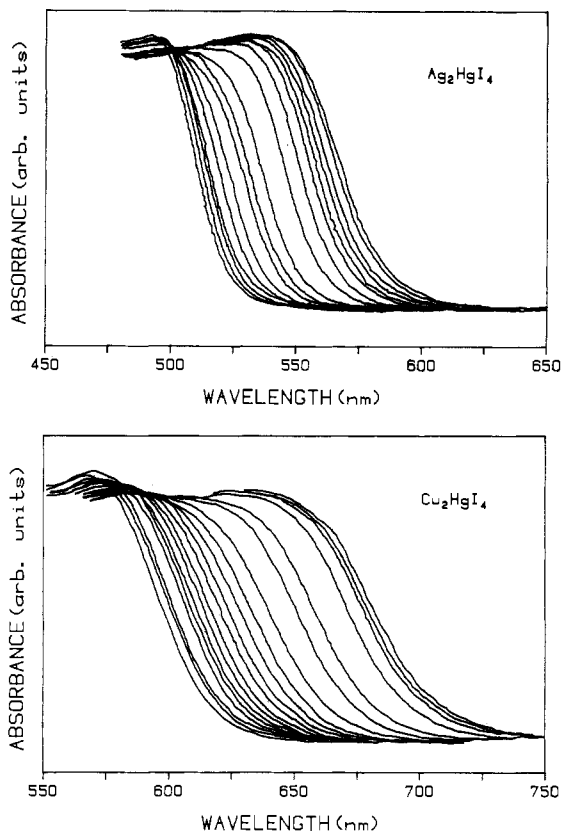 ABSORBANCE (arb. units)
Ag₂HgI₄
450 500 550 600 650
WAVELENGTH (nm)
ABSORBANCE (arb. units)
Cu₂HgI₄
550 600 650 700 750
WAVELENGTH (nm)